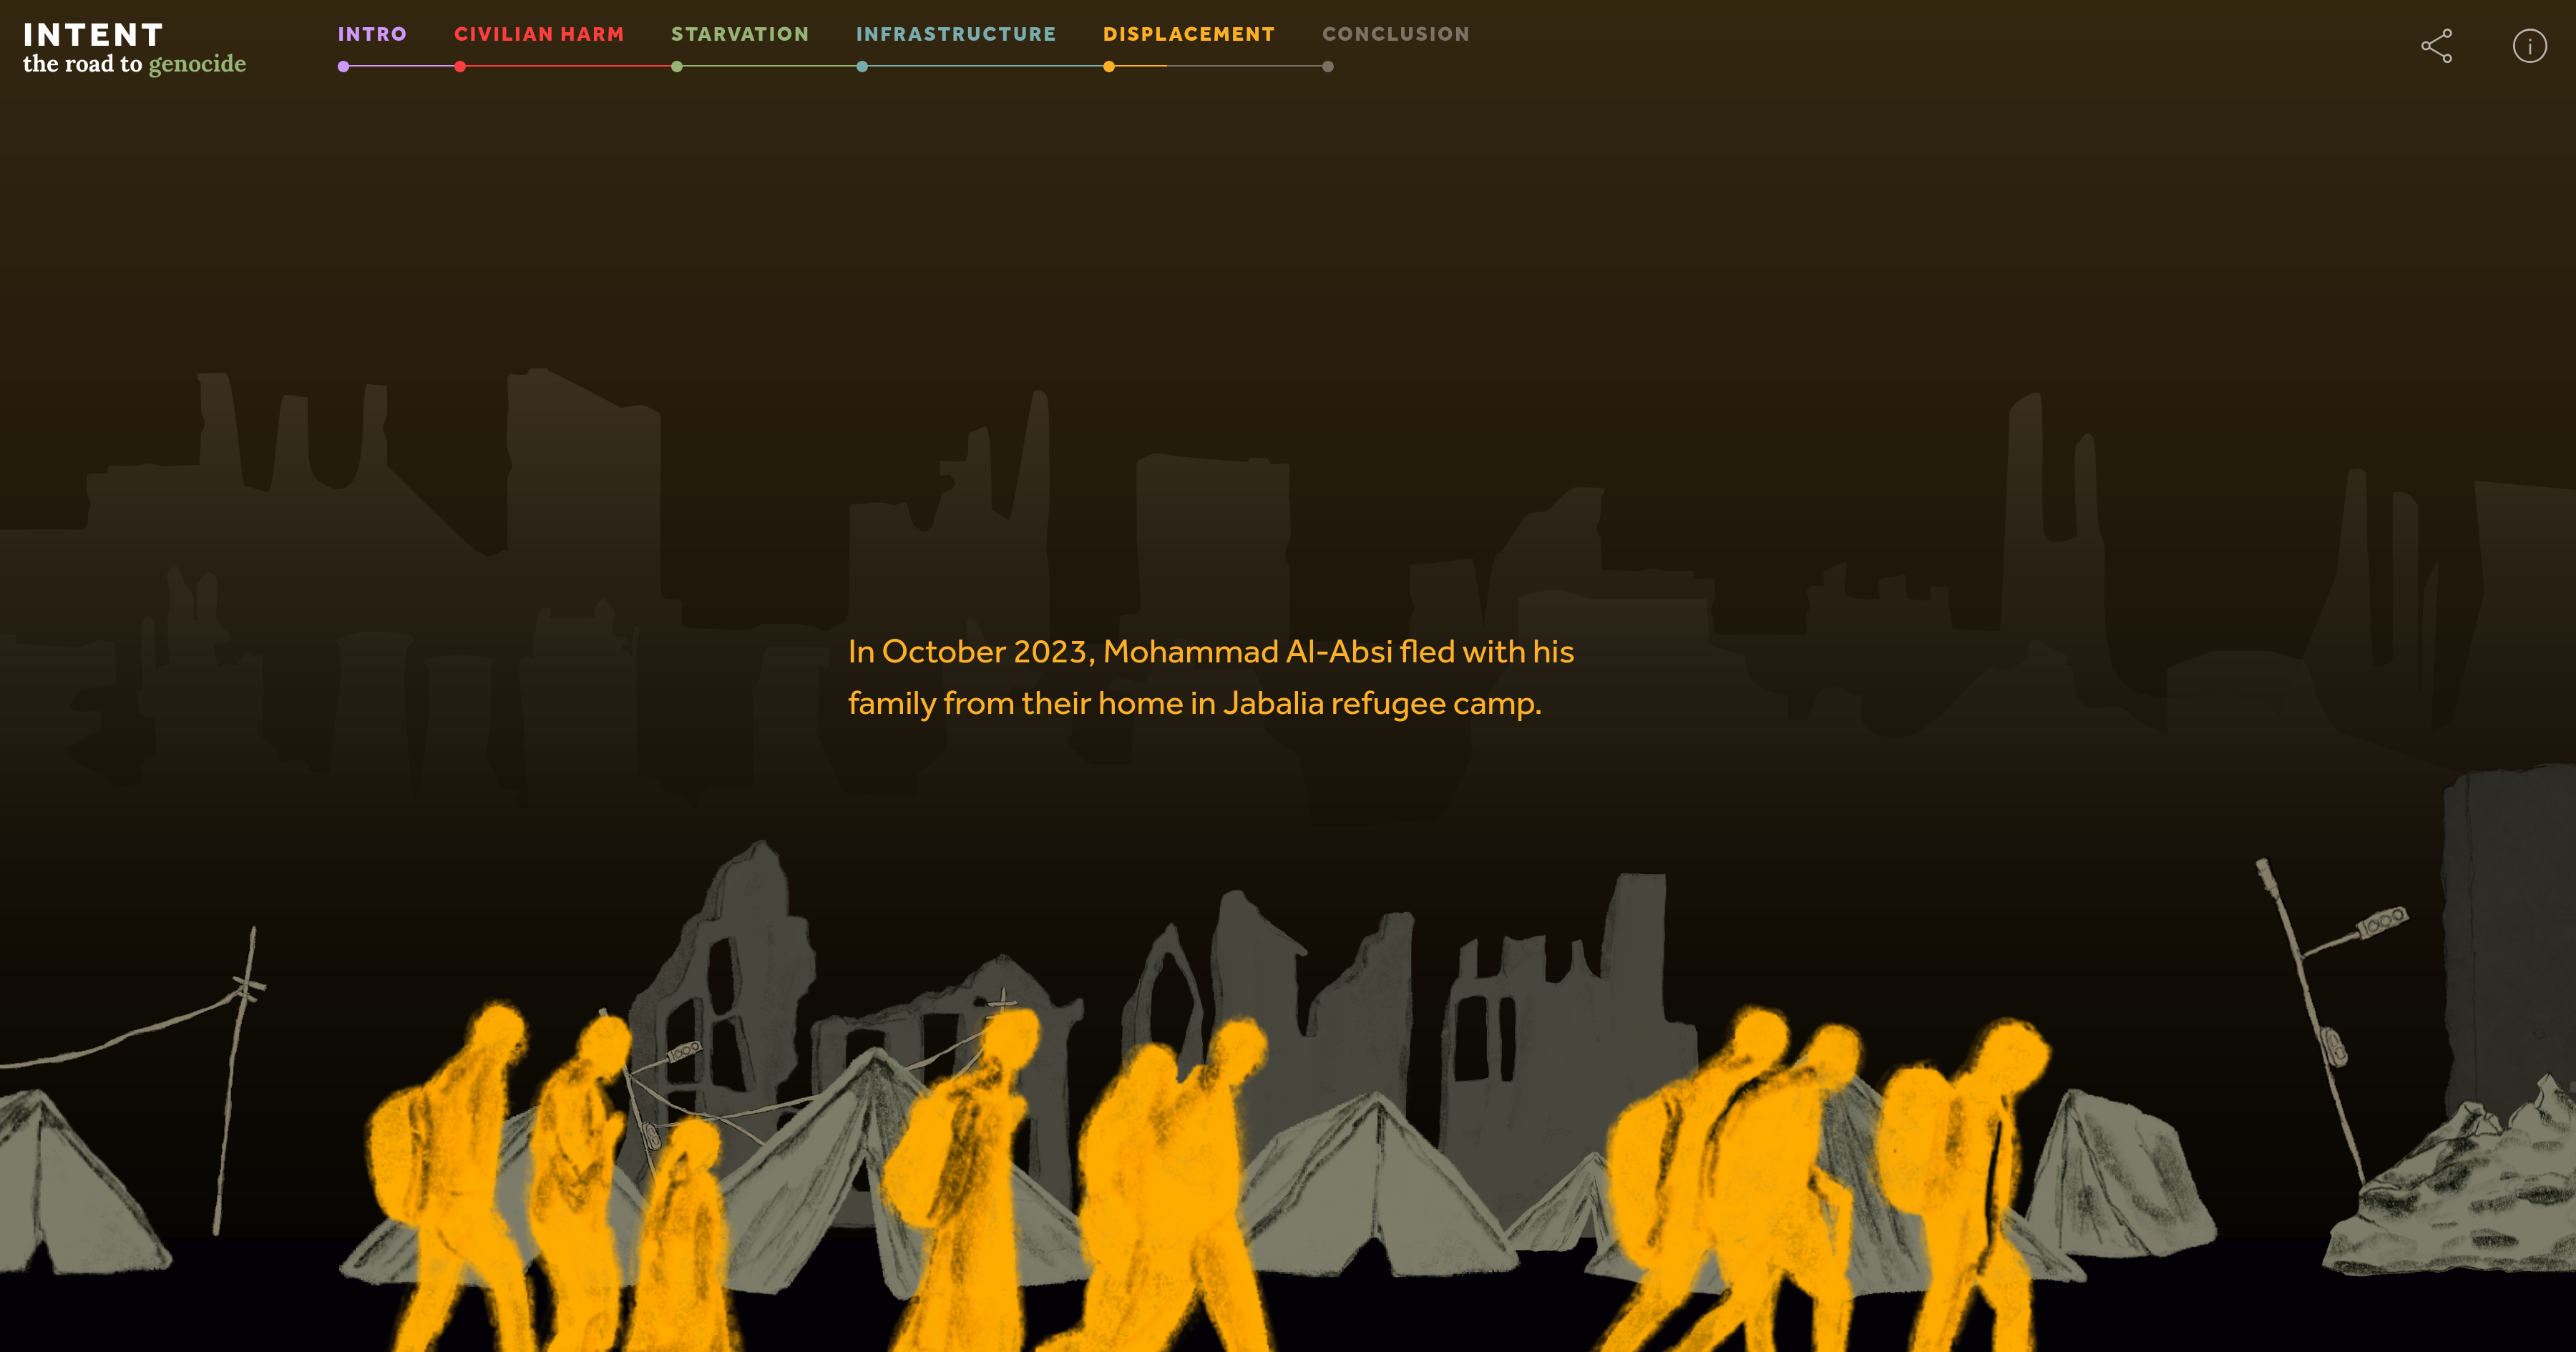 INTENT
the road to genocide
INTRO
CIVILIAN HARM
STARVATION
INFRASTRUCTURE
DISPLACEMENT
CONCLUSION
In October 2023, Mohammad Al-Absi fled with his
family from their home in Jabalia refugee camp.